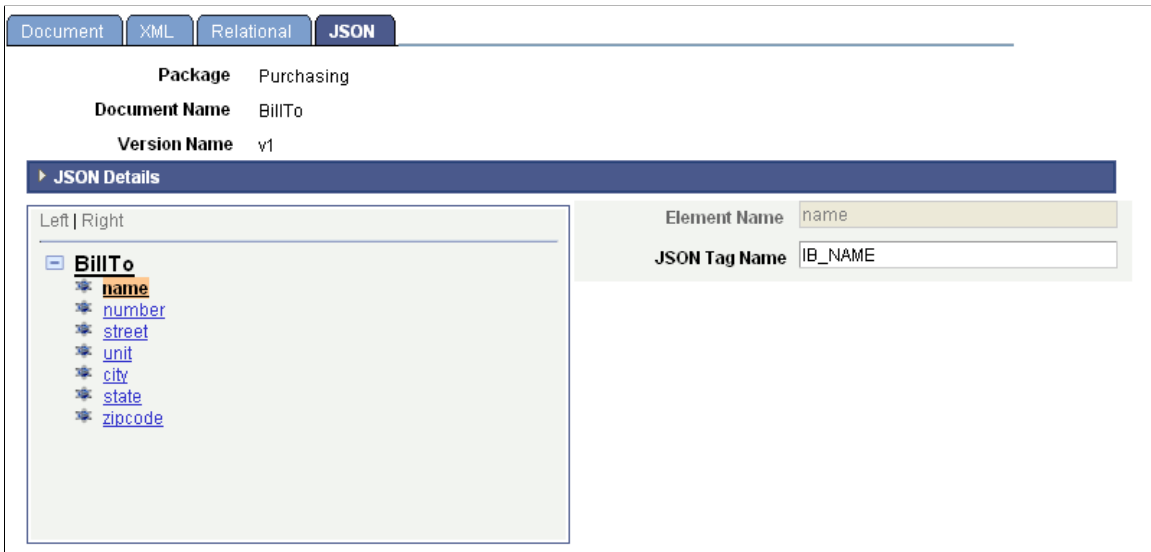 Document XML Relational JSON
Package Purchasing
Document Name BillTo
Version Name v1
JSON Details
Left | Right
BillTo
name
number
street
unit
city
state
zipcode
Element Name name
JSON Tag Name IB_NAME